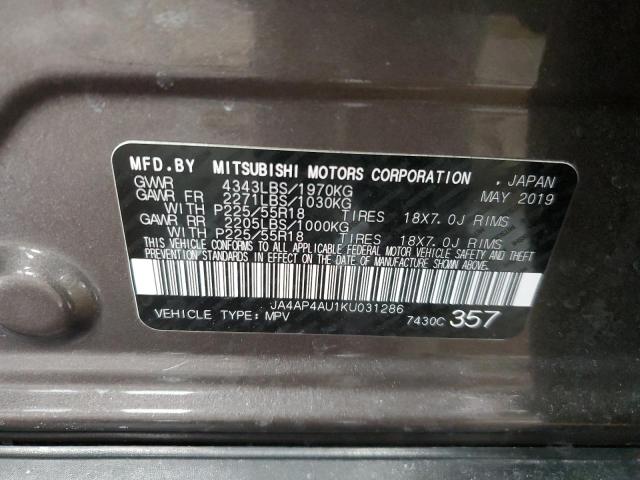 MFD.BY MITSUBISHI MOTORS CORPORATION , JAPAN
GVWR 4343LBS/1970KG MAY 2019
GAWR FR 2271LBS/1030KG
WITH P225/55R18 TIRES 18X7.0J RIMS
GAWR RR 2205LBS/1000KG
WITH P225/55R18 TIRES 18X7.0J RIMS
THIS VEHICLE CONFORMS TO ALL APPLICABLE FEDERAL MOTOR VEHICLE SAFETY AND THEFT
PREVENTION STANDARDS IN EFFECT ON THE DATE OF MANUFACTURE SHOWN ABOVE.
JA4AP4AU1KU031286
VEHICLE TYPE: MPV 7430C 357